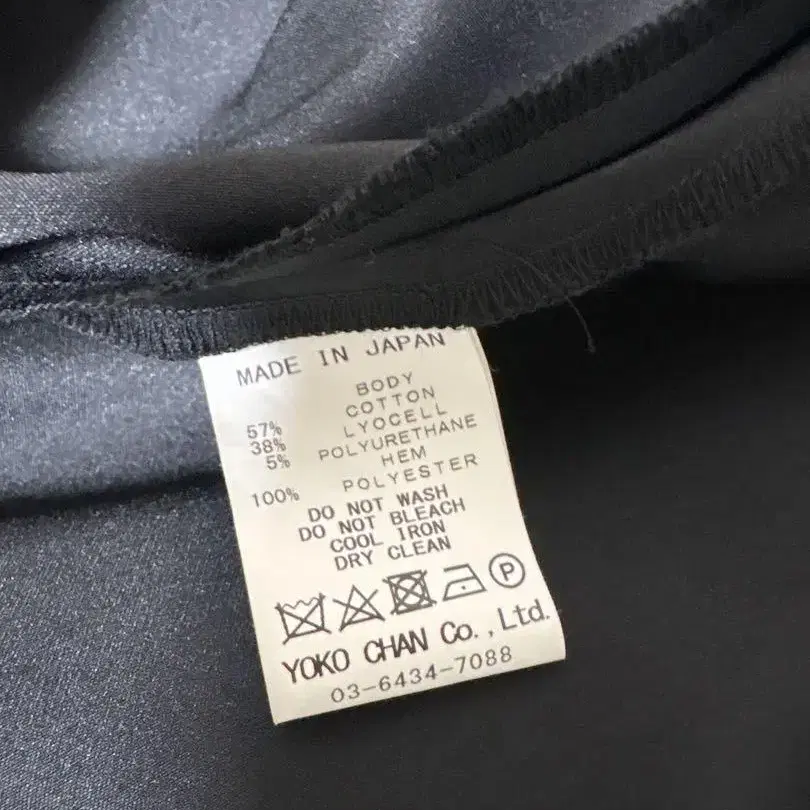 MADE IN JAPAN
BODY
57% COTTON
38% LYOCELL
5% POLYURETHANE
HEM
100% POLYESTER
DO NOT WASH
DO NOT BLEACH
COOL IRON
DRY CLEAN
P
YOKO CHAN Co.,Ltd.
03-6434-7088